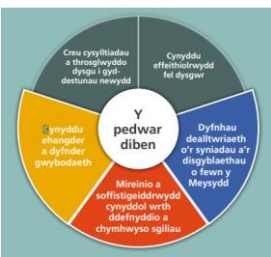 Creu cysylltiadau
a throsglwyddo
dysgu i gyd-
destunau newydd
Cynyddu
effeithiolrwydd
fel dysgwr
Y
pedwar
diben
Cynyddu
ehangder
a dyfnder
gwybodaeth
Dyfnhau
dealltwriaeth
o'r syniadau a'r
disgyblaethau
o fewn y
Meysydd
Mireinio a
soffistigeiddrwydd
cynyddol wrth
ddefnyddio a
chymhwyso sgiliau